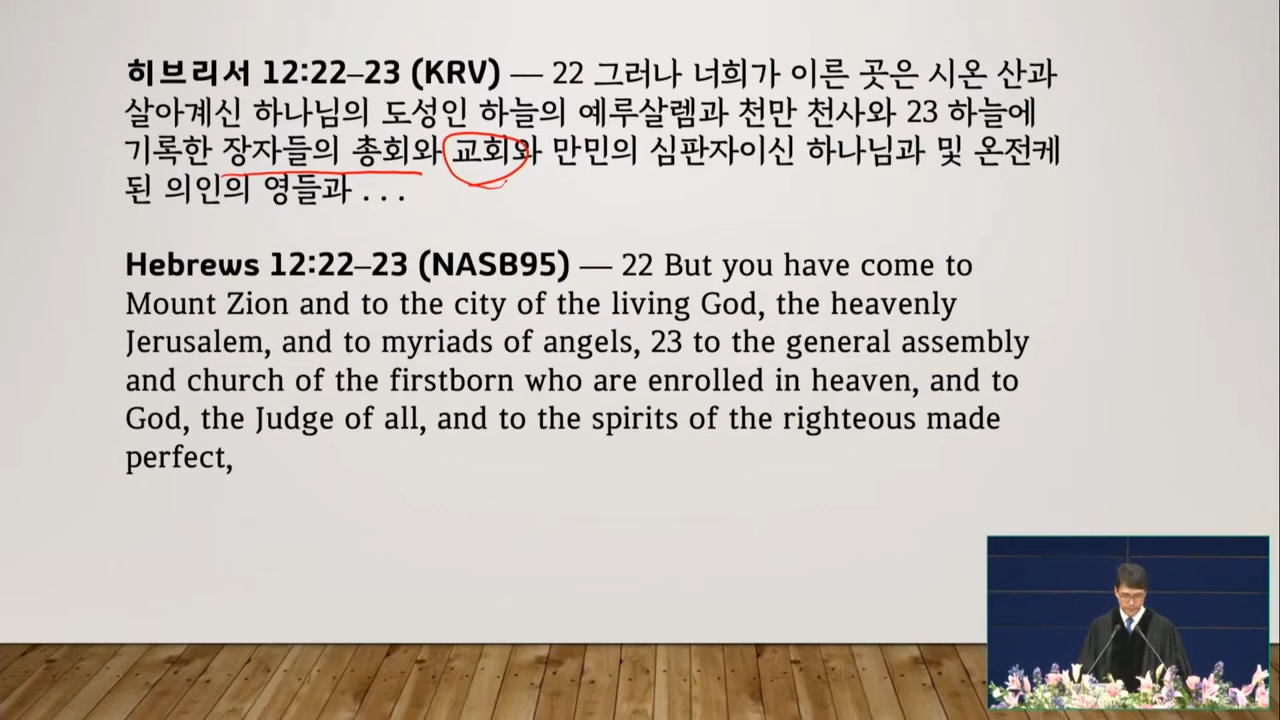 히브리서 12:22–23 (KRV) — 22 그러나 너희가 이른 곳은 시온 산과
살아계신 하나님의 도성인 하늘의 예루살렘과 천만 천사와 23 하늘에
기록한 장자들의 총회와 교회와 만민의 심판자이신 하나님과 및 온전케
된 의인의 영들과 . . .
Hebrews 12:22–23 (NASB95) — 22 But you have come to
Mount Zion and to the city of the living God, the heavenly
Jerusalem, and to myriads of angels, 23 to the general assembly
and church of the firstborn who are enrolled in heaven, and to
God, the Judge of all, and to the spirits of the righteous made
perfect,